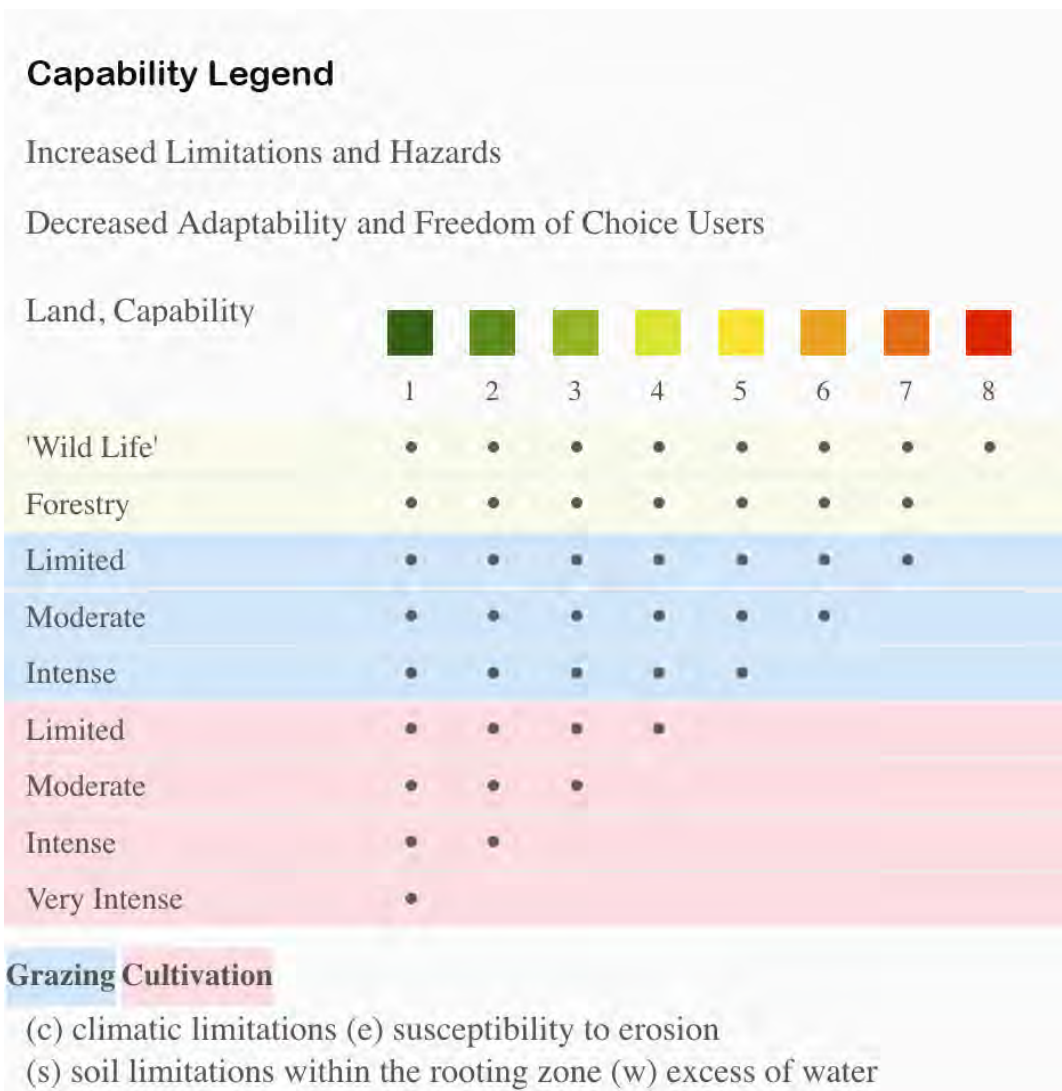 Capability Legend
Increased Limitations and Hazards
Decreased Adaptability and Freedom of Choice Users
Land, Capability
1 2 3 4 5 6 7 8
'Wild Life' • • • • • • • •
Forestry • • • • • • •
Limited • • • • • • •
Moderate • • • • • •
Intense • • • • •
Limited • • • •
Moderate • • •
Intense • •
Very Intense •
Grazing Cultivation
(c) climatic limitations (e) susceptibility to erosion
(s) soil limitations within the rooting zone (w) excess of water